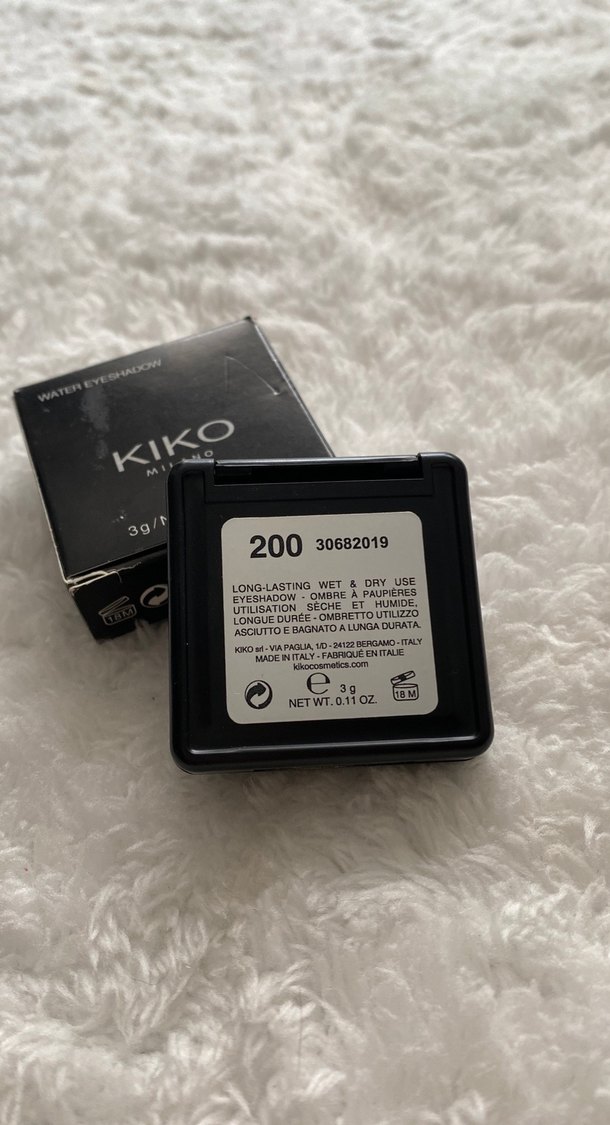 WATER EYESHADOW
KIKO
MILANO
3g/N
18M
200 30682019
LONG-LASTING WET & DRY USE
EYESHADOW - OMBRE À PAUPIÈRES
UTILISATION SÈCHE ET HUMIDE,
LONGUE DURÉE - OMBRETTO UTILIZZO
ASCIUTTO E BAGNATO A LUNGA DURATA.
KIKO srl - VIA PAGLIA, 1/D - 24122 BERGAMO - ITALY
MADE IN ITALY - FABRIQUÉ EN ITALIE
kikocosmetics.com
e 3 g
NET WT. 0.11 OZ.
18 M